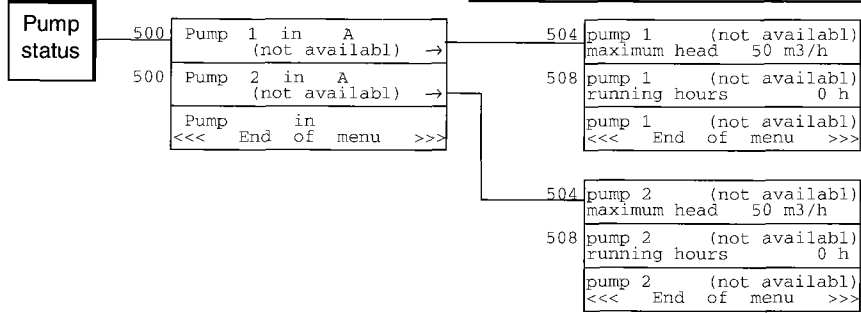 Pump
status
500 Pump 1 in A
(not availabl) →
500 Pump 2 in A
(not availabl) →
Pump in
<<< End of menu >>>
504 pump 1 (not availabl)
maximum head 50 m3/h
508 pump 1 (not availabl)
running hours 0 h
pump 1 (not availabl)
<<< End of menu >>>
504 pump 2 (not availabl)
maximum head 50 m3/h
508 pump 2 (not availabl)
running hours 0 h
pump 2 (not availabl)
<<< End of menu >>>